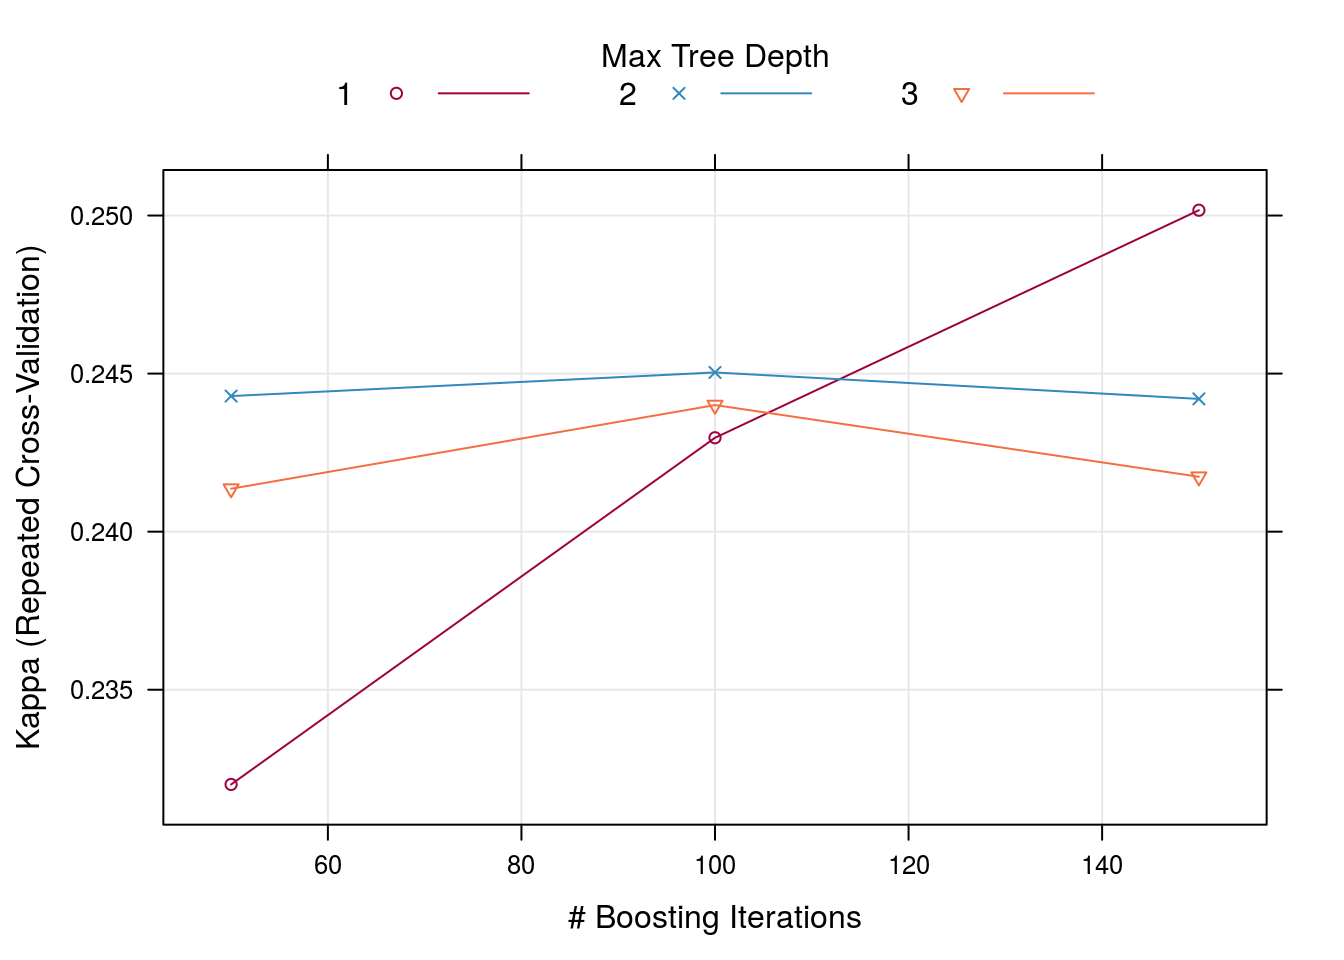 Max Tree Depth
1 2 3
0.250
0.245
0.240
0.235
Kappa (Repeated Cross-Validation)
60 80 100 120 140
# Boosting Iterations